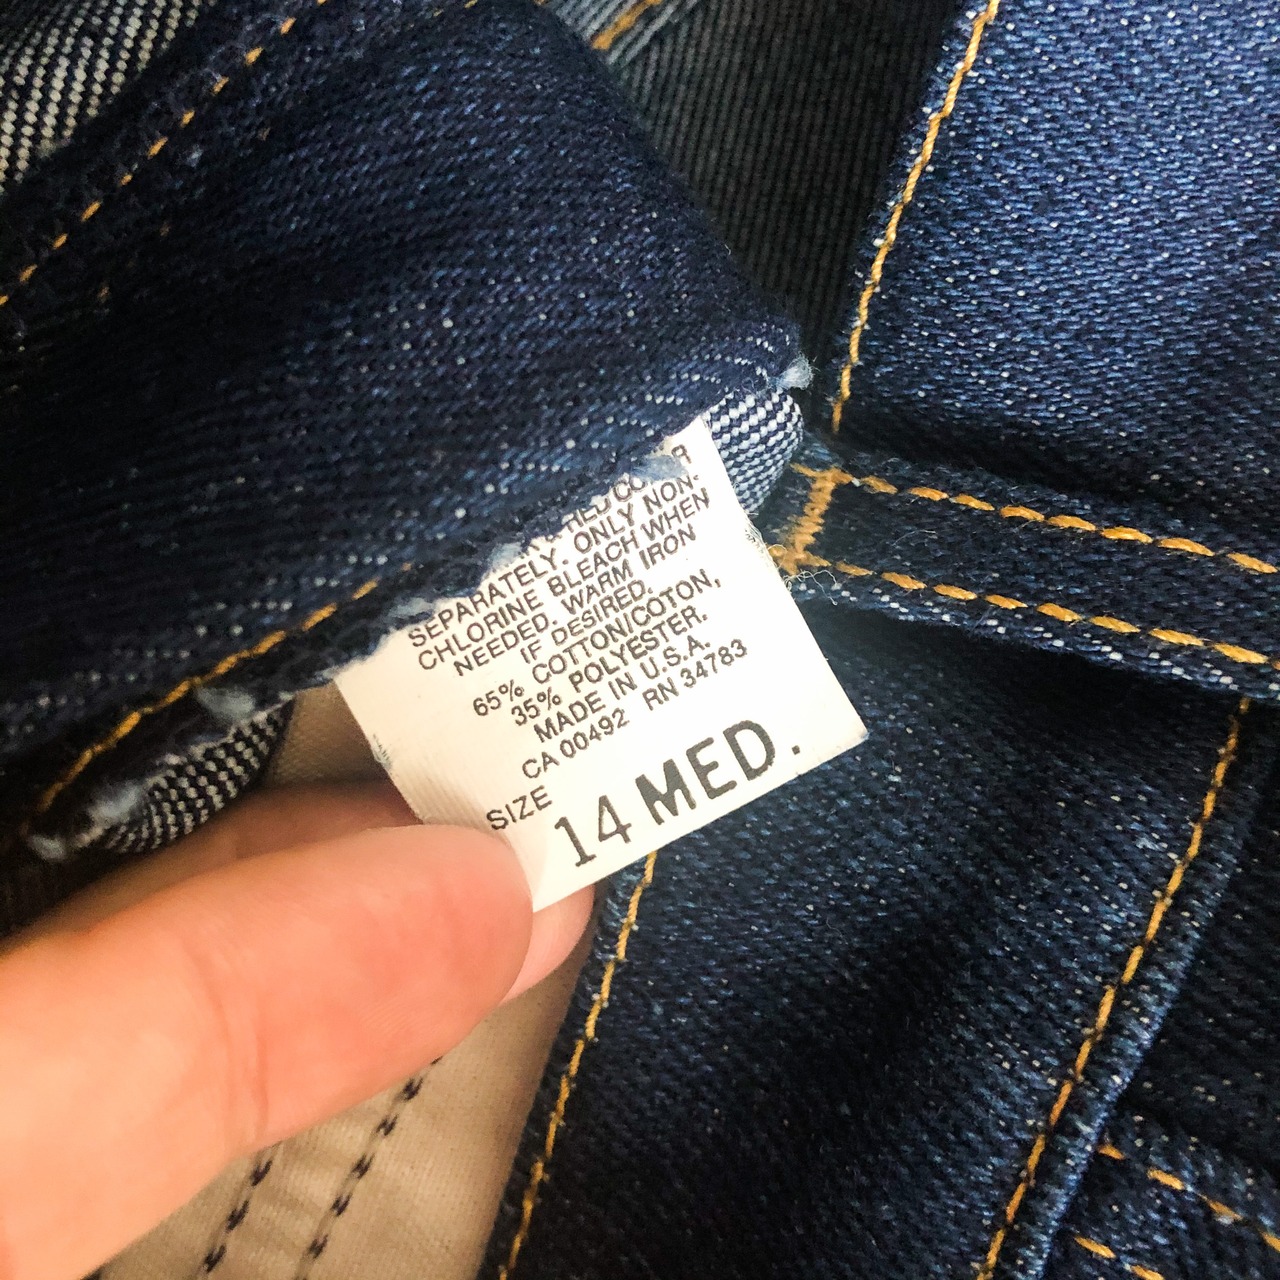 SEPARATELY. ONLY NON-
CHLORINE BLEACH WHEN
NEEDED. WARM IRON
IF DESIRED.
65% COTTON/COTON,
35% POLYESTER.
MADE IN U.S.A.
CA 00492 RN 34783
SIZE 14 MED.